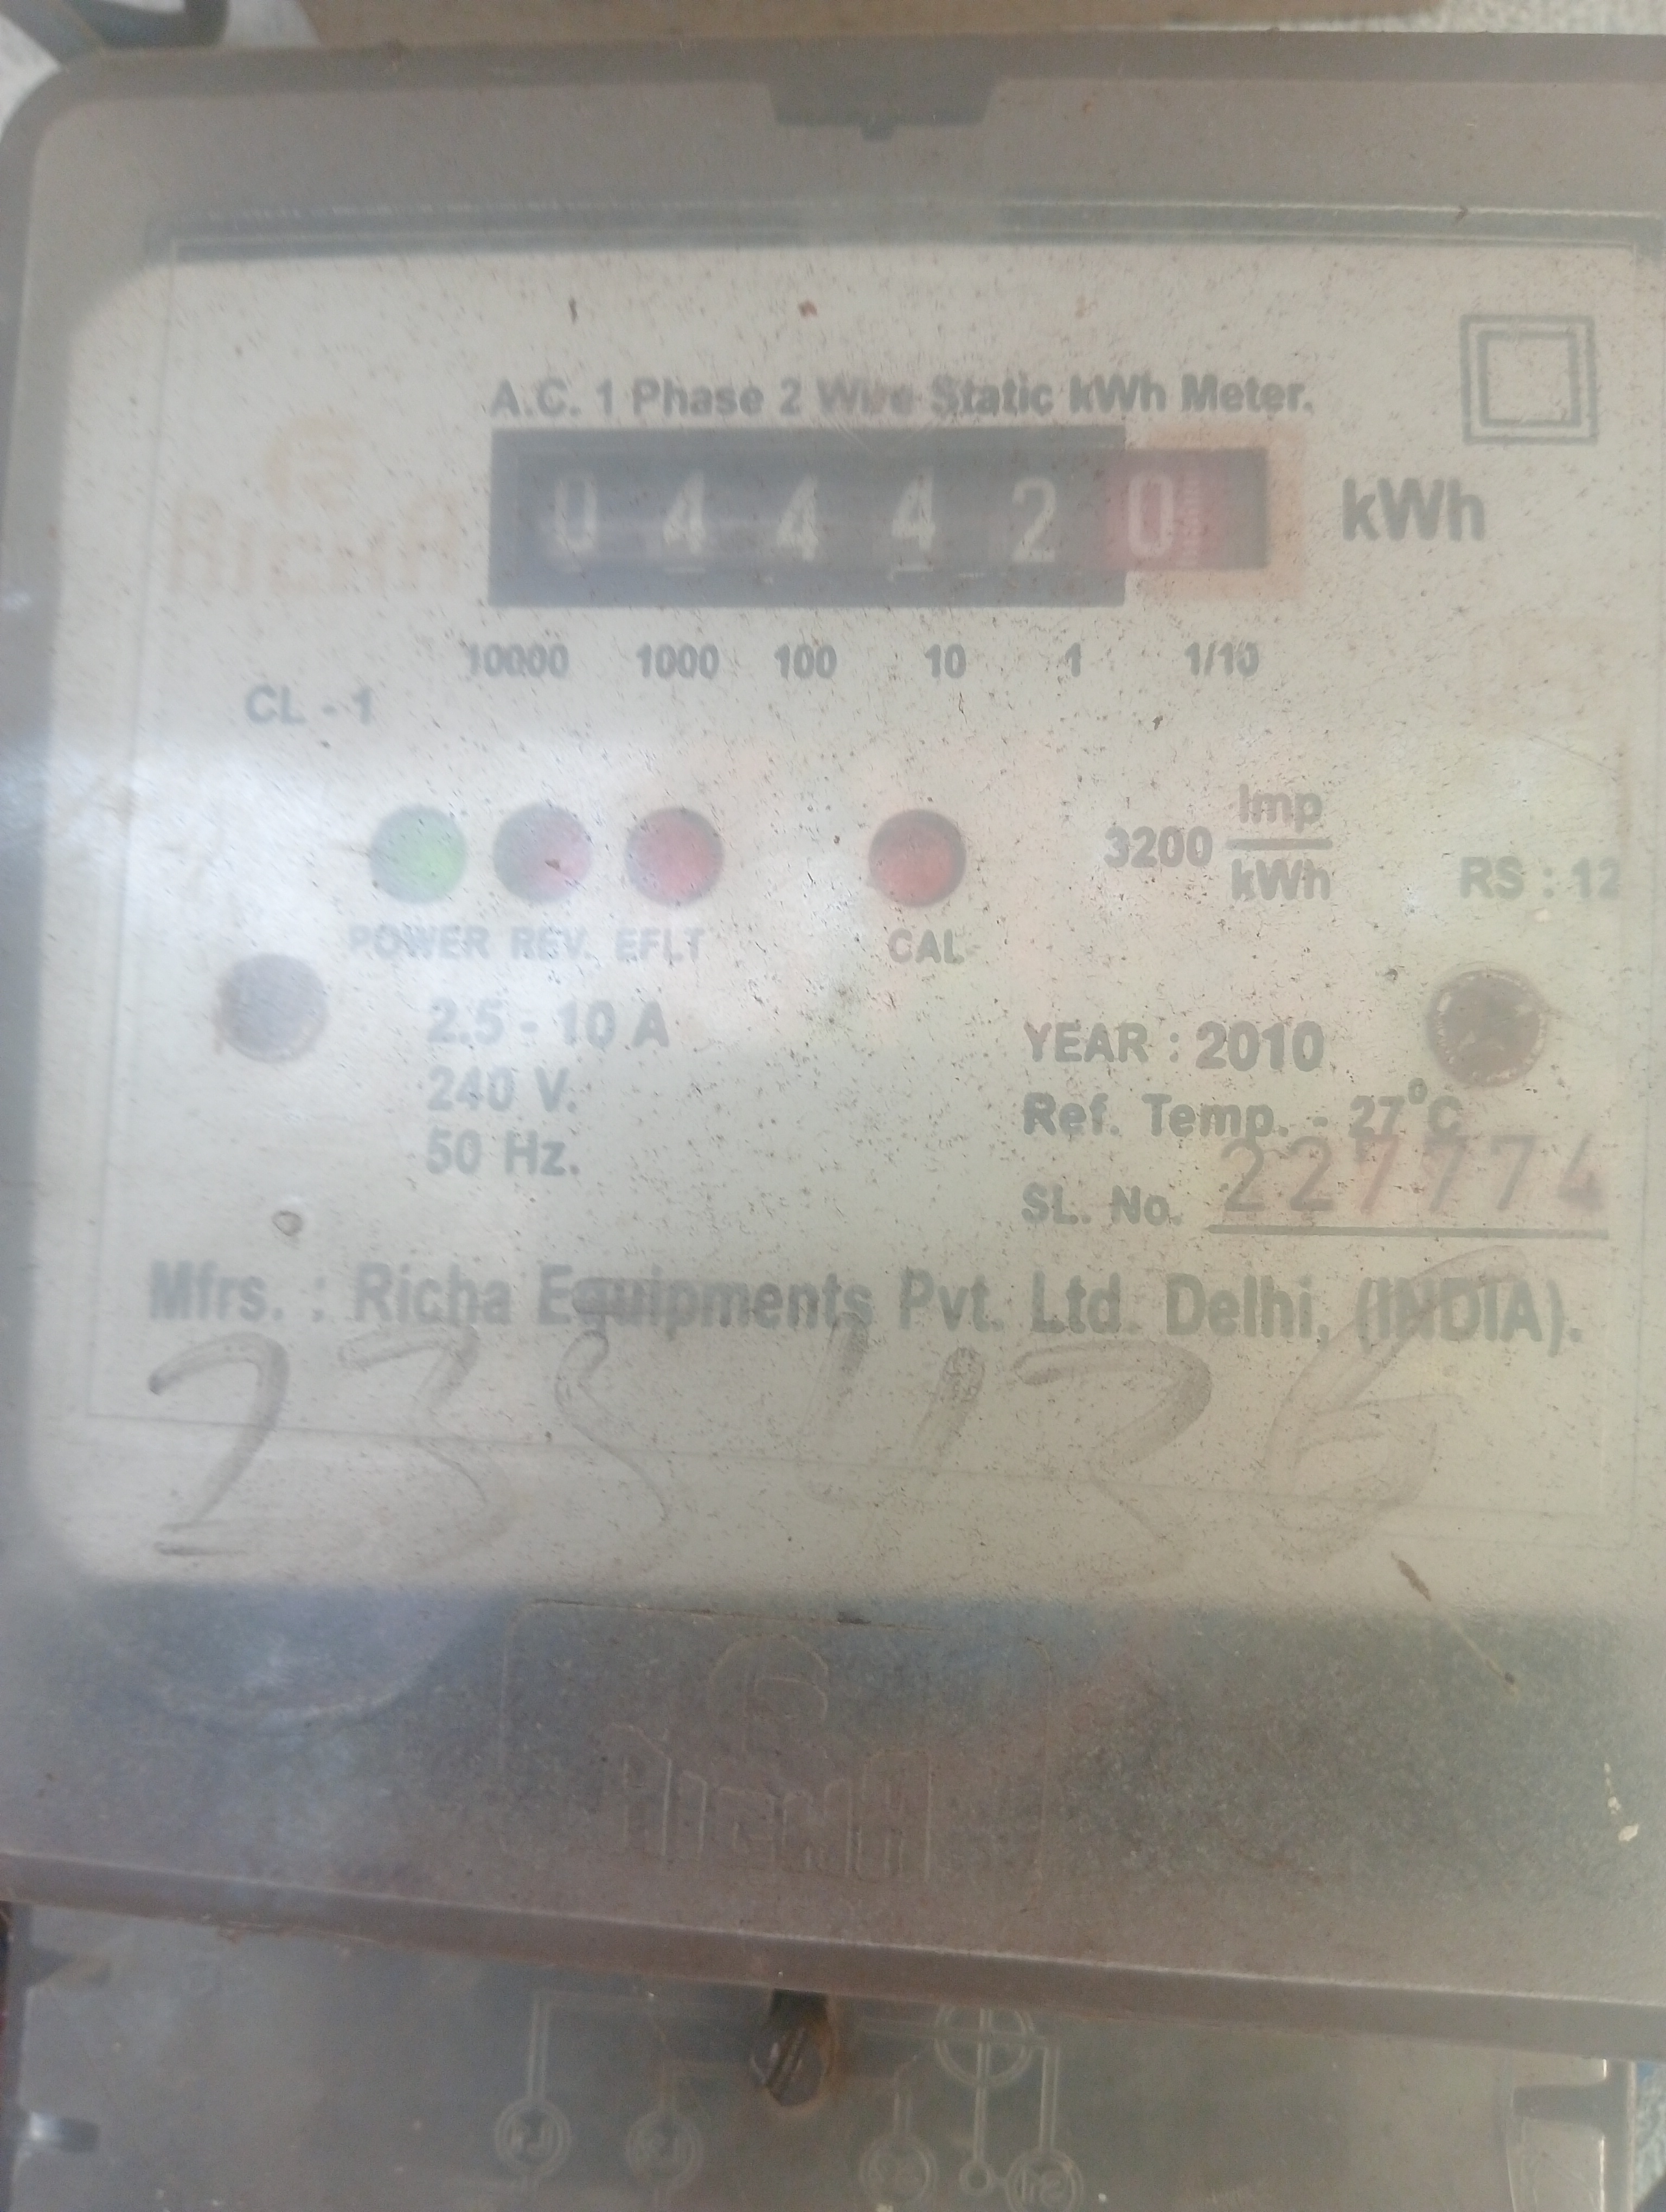 A.C. 1 Phase 2 Wire Static kWh Meter.
RICHA
0 4 4 4 2 0 kWh
10000 1000 100 10 1 1/10
CL - 1
3200 Imp
kWh
RS : 12
POWER REV. EFLT CAL
2.5 - 10 A
240 V.
50 Hz.
YEAR : 2010
Ref. Temp. - 27°C
SL. No. 227774
Mfrs. : Richa Equipments Pvt. Ltd. Delhi, (INDIA).
RICHA